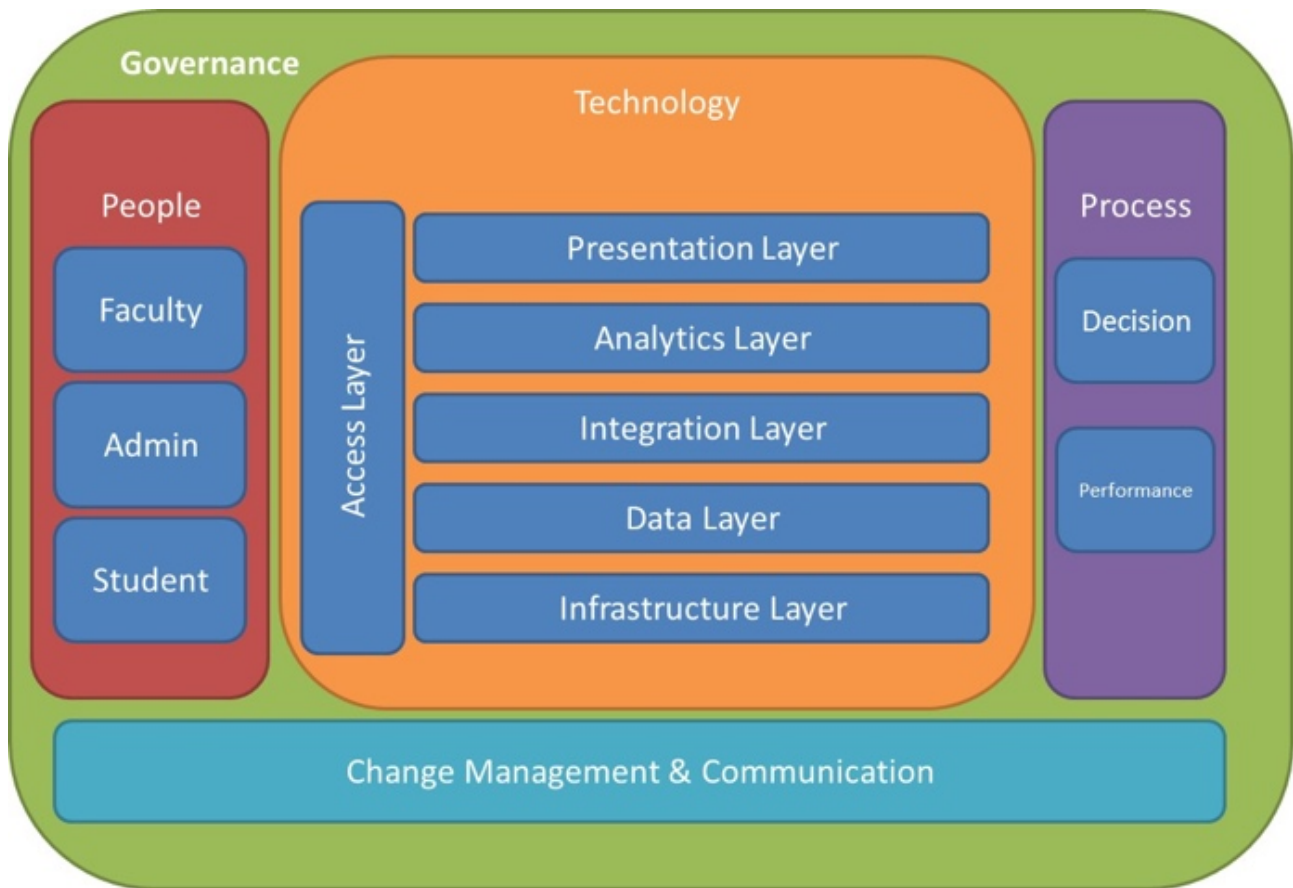 Governance
People
Faculty
Admin
Student
Technology
Access Layer
Presentation Layer
Analytics Layer
Integration Layer
Data Layer
Infrastructure Layer
Process
Decision
Performance
Change Management & Communication